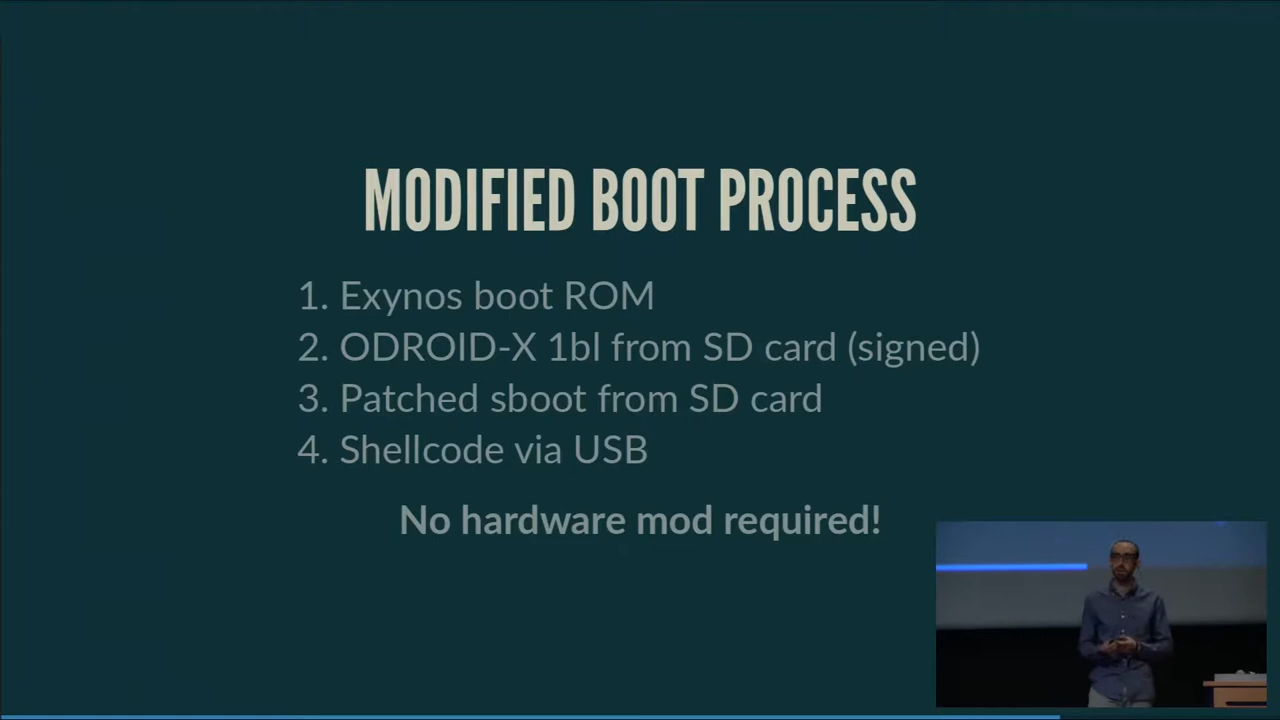 MODIFIED BOOT PROCESS
1. Exynos boot ROM
2. ODROID-X 1bl from SD card (signed)
3. Patched sboot from SD card
4. Shellcode via USB
No hardware mod required!